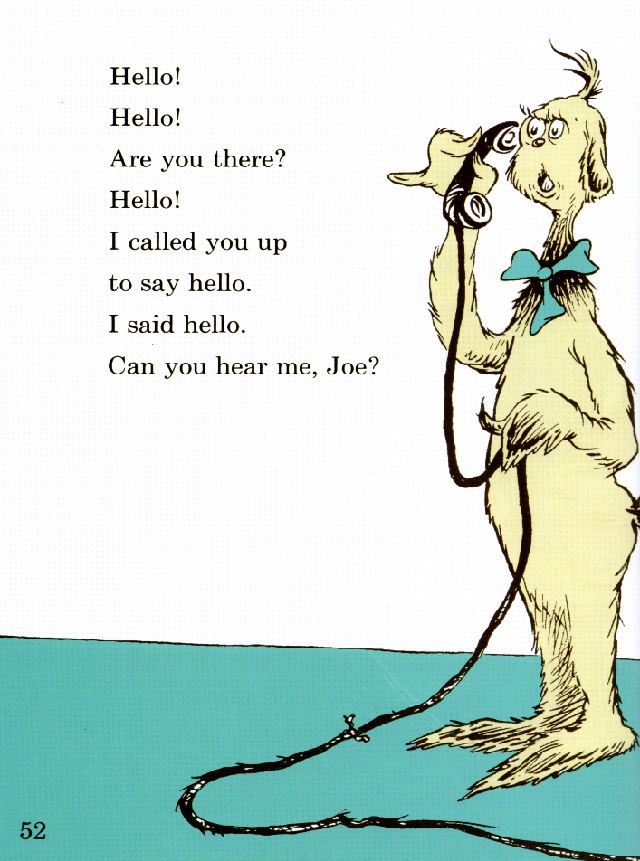 Hello!
Hello!
Are you there?
Hello!
I called you up
to say hello.
I said hello.
Can you hear me, Joe?
52